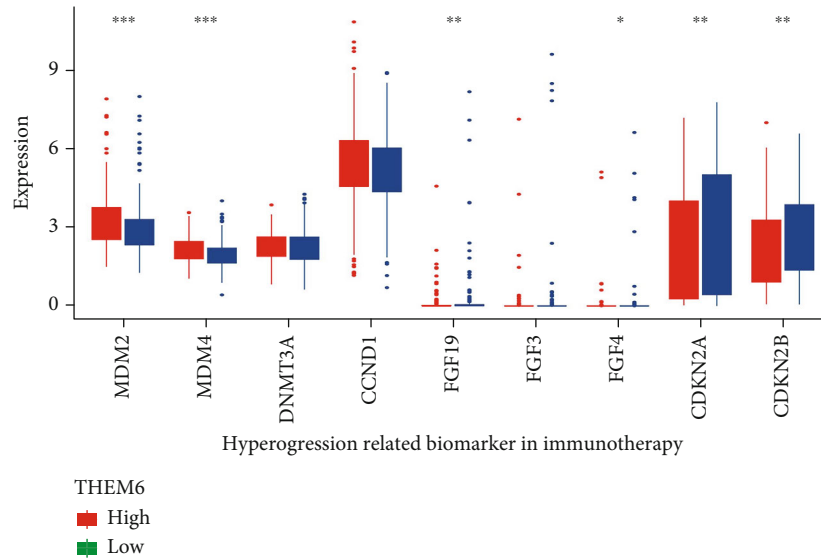 *** *** ** * ** **
Expression
9
6
3
0
MDM2
MDM4
DNMT3A
CCND1
FGF19
FGF3
FGF4
CDKN2A
CDKN2B
Hyperogression related biomarker in immunotherapy
THEM6
High
Low